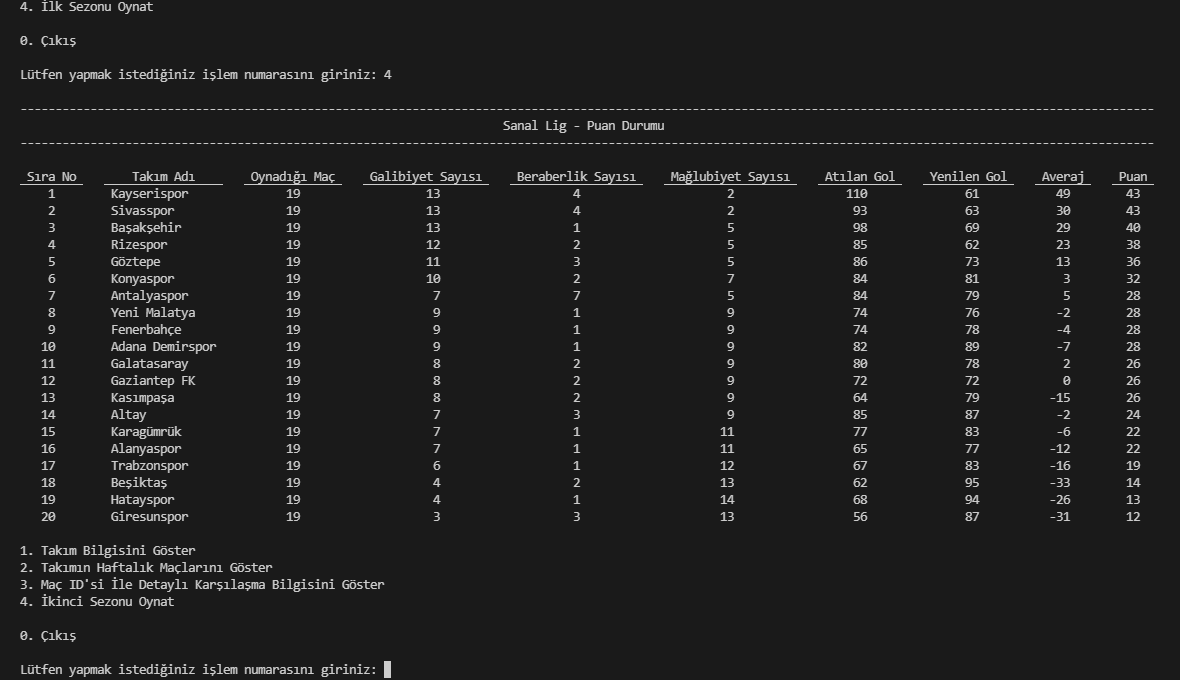 4. İlk Sezonu Oynat
0. Çıkış
Lütfen yapmak istediğiniz işlem numarasını giriniz: 4
Sanal Lig - Puan Durumu
Sıra No Takım Adı Oynadığı Maç Galibiyet Sayısı Beraberlik Sayısı Mağlubiyet Sayısı Atılan Gol Yenilen Gol Averaj Puan
1 Kayserispor 19 13 4 2 110 61 49 43
2 Sivasspor 19 13 4 2 93 63 30 43
3 Başakşehir 19 13 1 5 98 69 29 40
4 Rizespor 19 12 2 5 85 62 23 38
5 Göztepe 19 11 3 5 86 73 13 36
6 Konyaspor 19 10 2 7 84 81 3 32
7 Antalyaspor 19 7 7 5 84 79 5 28
8 Yeni Malatya 19 9 1 9 74 76 -2 28
9 Fenerbahçe 19 9 1 9 74 78 -4 28
10 Adana Demirspor 19 9 1 9 82 89 -7 28
11 Galatasaray 19 8 2 9 80 78 2 26
12 Gaziantep FK 19 8 2 9 72 72 0 26
13 Kasımpaşa 19 8 2 9 64 79 -15 26
14 Altay 19 7 3 9 85 87 -2 24
15 Karagümrük 19 7 1 11 77 83 -6 22
16 Alanyaspor 19 7 1 11 65 77 -12 22
17 Trabzonspor 19 6 1 12 67 83 -16 19
18 Beşiktaş 19 4 2 13 62 95 -33 14
19 Hatayspor 19 4 1 14 68 94 -26 13
20 Giresunspor 19 3 3 13 56 87 -31 12
1. Takım Bilgisini Göster
2. Takımın Haftalık Maçlarını Göster
3. Maç ID'si İle Detaylı Karşılaşma Bilgisini Göster
4. İkinci Sezonu Oynat
0. Çıkış
Lütfen yapmak istediğiniz işlem numarasını giriniz: